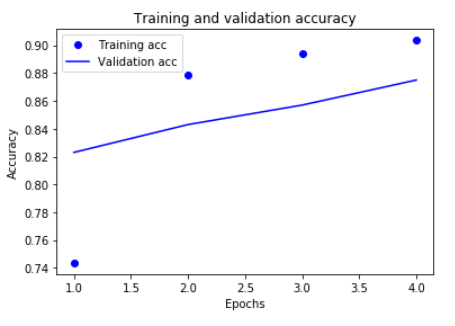 Training and validation accuracy
Training acc
Validation acc
0.90
0.88
0.86
0.84
0.82
0.80
0.78
0.76
0.74
Accuracy
1.0 1.5 2.0 2.5 3.0 3.5 4.0
Epochs